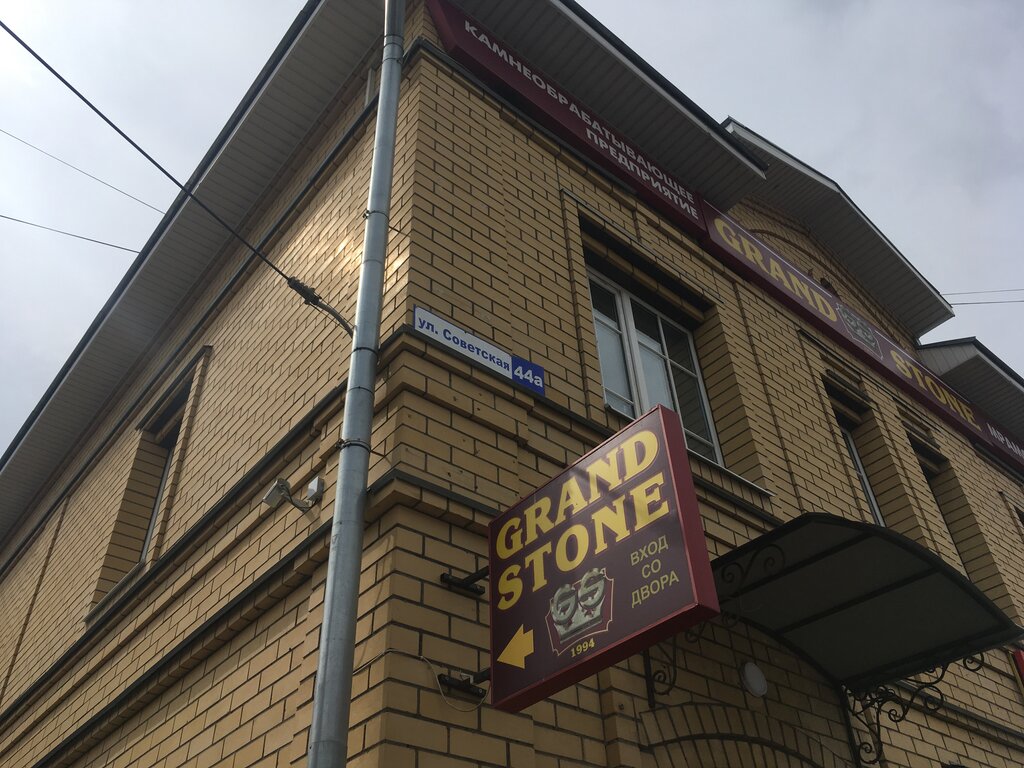 КАМНЕОБРАБАТЫВАЮЩЕЕ
ПРЕДПРИЯТИЕ
GRAND STONE
ул. Советская 44а
GRAND
STONE
ВХОД
СО
ДВОРА
1994